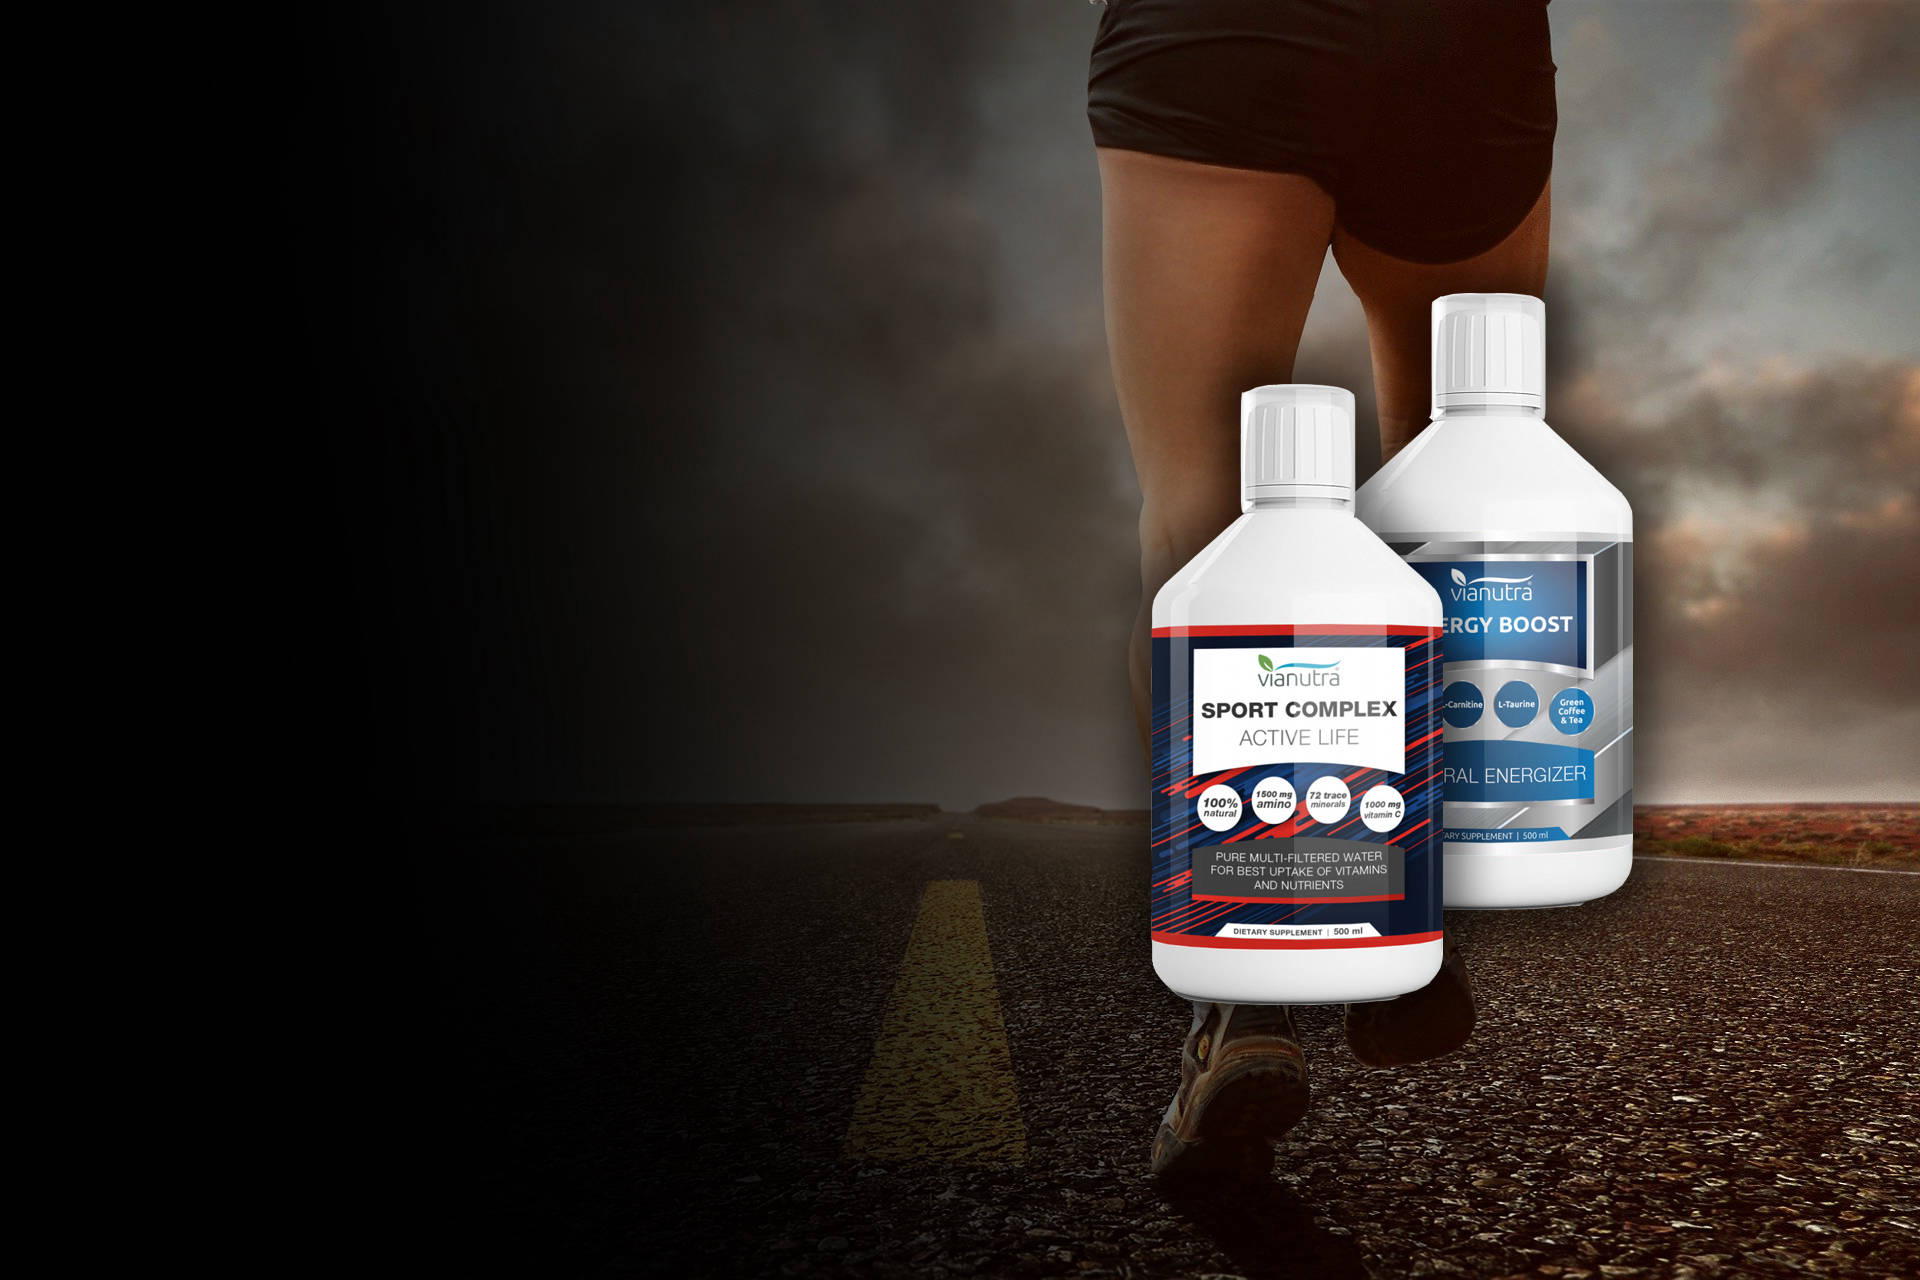 vianutra®
SPORT COMPLEX
ACTIVE LIFE
100%
natural
1500 mg
amino
72 trace
minerals
1000 mg
vitamin C
PURE MULTI-FILTERED WATER
FOR BEST UPTAKE OF VITAMINS
AND NUTRIENTS
DIETARY SUPPLEMENT | 500 ml
vianutra®
ERGY BOOST
L-Carnitine
L-Taurine
Green
Coffee
& Tea
RAL ENERGIZER
TARY SUPPLEMENT | 500 ml